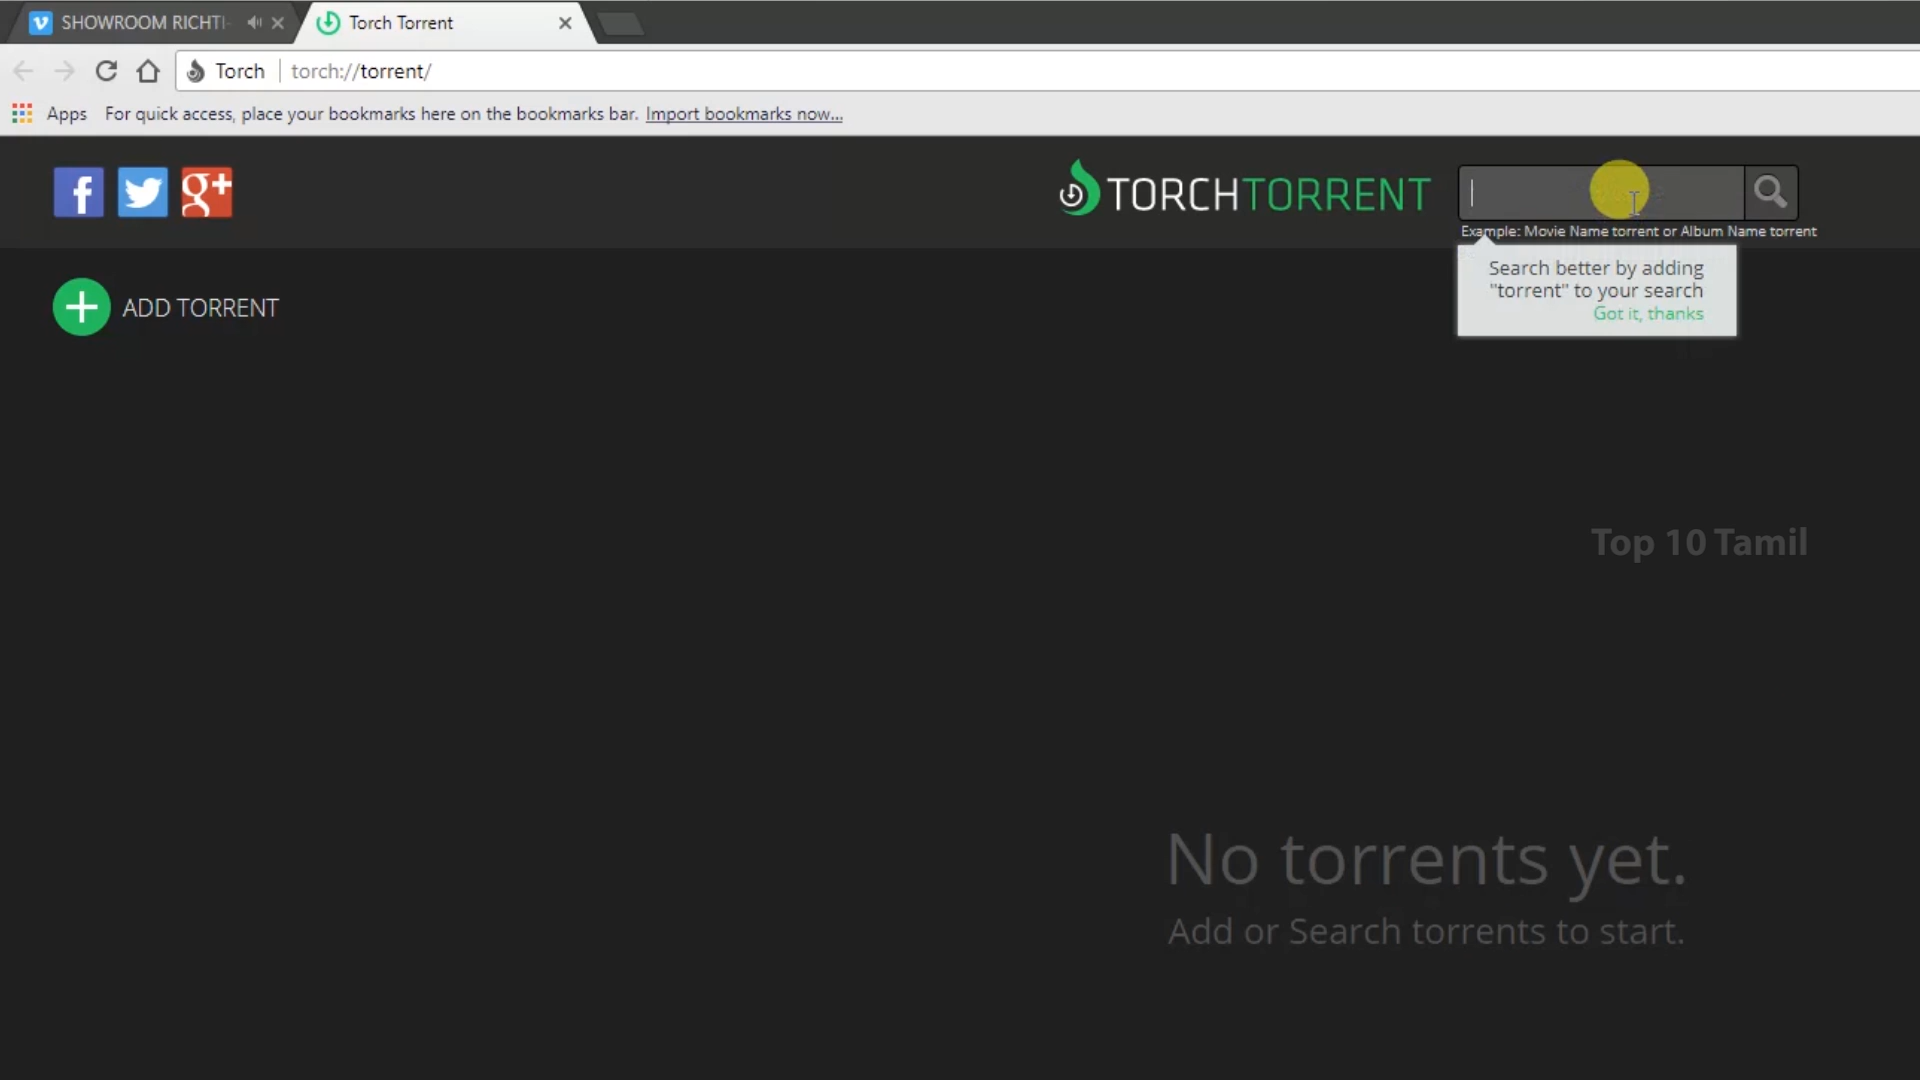 SHOWROOM RICHTI
Torch Torrent
Torch
torch://torrent/
Apps
For quick access, place your bookmarks here on the bookmarks bar. Import bookmarks now...
f
g+
TORCHTORRENT
Example: Movie Name torrent or Album Name torrent
Search better by adding
"torrent" to your search
Got it, thanks
ADD TORRENT
Top 10 Tamil
No torrents yet.
Add or Search torrents to start.